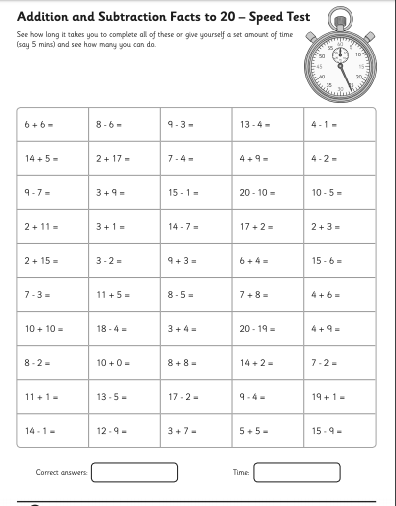 Addition and Subtraction Facts to 20 – Speed Test
See how long it takes you to complete all of these or give yourself a set amount of time
(say 5 mins) and see how many you can do.
6 + 6 = 8 - 6 = 9 - 3 = 13 - 4 = 4 - 1 =
14 + 5 = 2 + 17 = 7 - 4 = 4 + 9 = 4 - 2 =
9 - 7 = 3 + 9 = 15 - 1 = 20 - 10 = 10 - 5 =
2 + 11 = 3 + 1 = 14 - 7 = 17 + 2 = 2 + 3 =
2 + 15 = 3 - 2 = 9 + 3 = 6 + 4 = 15 - 6 =
7 - 3 = 11 + 5 = 8 - 5 = 7 + 8 = 4 + 6 =
10 + 10 = 18 - 4 = 3 + 4 = 20 - 19 = 4 + 9 =
8 - 2 = 10 + 0 = 8 + 8 = 14 + 2 = 7 - 2 =
11 + 1 = 13 - 5 = 17 - 2 = 9 - 4 = 19 + 1 =
14 - 1 = 12 - 9 = 3 + 7 = 5 + 5 = 15 - 9 =
Correct answers: Time: